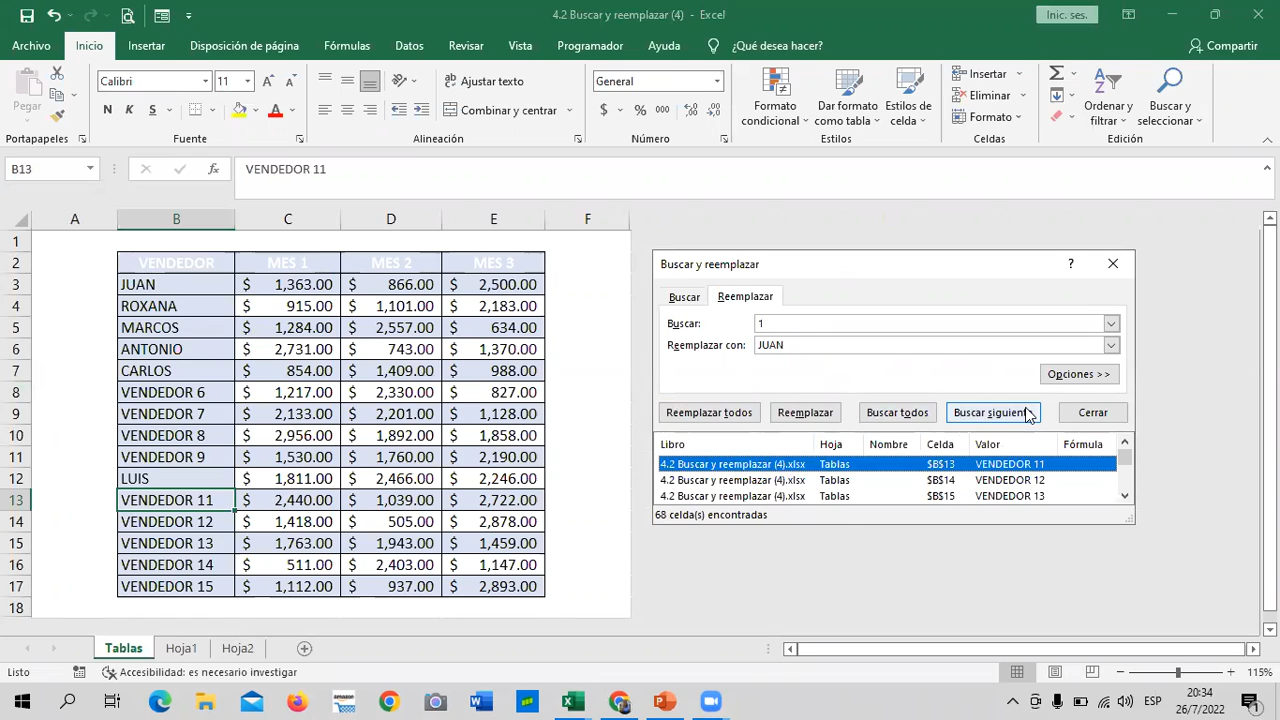 4.2 Buscar y reemplazar (4) - Excel
Inic. ses.
Archivo Inicio Insertar Disposición de página Fórmulas Datos Revisar Vista Programador Ayuda ¿Qué desea hacer? Compartir
Pegar
Calibri 11
N K S
Ajustar texto
Combinar y centrar
General
$ % 000
Formato condicional
Dar formato como tabla
Estilos de celda
Insertar
Eliminar
Formato
Ordenar y filtrar
Buscar y seleccionar
Portapapeles Fuente Alineación Número Estilos Celdas Edición
B13 fx VENDEDOR 11
A B C D E F
1
2 VENDEDOR MES 1 MES 2 MES 3
3 JUAN $ 1,363.00 $ 866.00 $ 2,500.00
4 ROXANA $ 915.00 $ 1,101.00 $ 2,183.00
5 MARCOS $ 1,284.00 $ 2,557.00 $ 634.00
6 ANTONIO $ 2,731.00 $ 743.00 $ 1,370.00
7 CARLOS $ 854.00 $ 1,409.00 $ 988.00
8 VENDEDOR 6 $ 1,217.00 $ 2,330.00 $ 827.00
9 VENDEDOR 7 $ 2,133.00 $ 2,201.00 $ 1,128.00
10 VENDEDOR 8 $ 2,956.00 $ 1,892.00 $ 1,858.00
11 VENDEDOR 9 $ 1,530.00 $ 1,760.00 $ 2,190.00
12 LUIS $ 1,811.00 $ 2,466.00 $ 2,246.00
13 VENDEDOR 11 $ 2,440.00 $ 1,039.00 $ 2,722.00
14 VENDEDOR 12 $ 1,418.00 $ 505.00 $ 2,878.00
15 VENDEDOR 13 $ 1,763.00 $ 1,943.00 $ 1,459.00
16 VENDEDOR 14 $ 511.00 $ 2,403.00 $ 1,147.00
17 VENDEDOR 15 $ 1,112.00 $ 937.00 $ 2,893.00
18
Buscar y reemplazar ?
Buscar Reemplazar
Buscar: 1
Reemplazar con: JUAN
Opciones >>
Reemplazar todos Reemplazar Buscar todos Buscar siguiente Cerrar
Libro Hoja Nombre Celda Valor Fórmula
4.2 Buscar y reemplazar (4).xlsx Tablas $B$13 VENDEDOR 11
4.2 Buscar y reemplazar (4).xlsx Tablas $B$14 VENDEDOR 12
4.2 Buscar y reemplazar (4).xlsx Tablas $B$15 VENDEDOR 13
68 celda(s) encontradas
Tablas Hoja1 Hoja2
Listo Accesibilidad: es necesario investigar 115%
ESP
20:34
26/7/2022